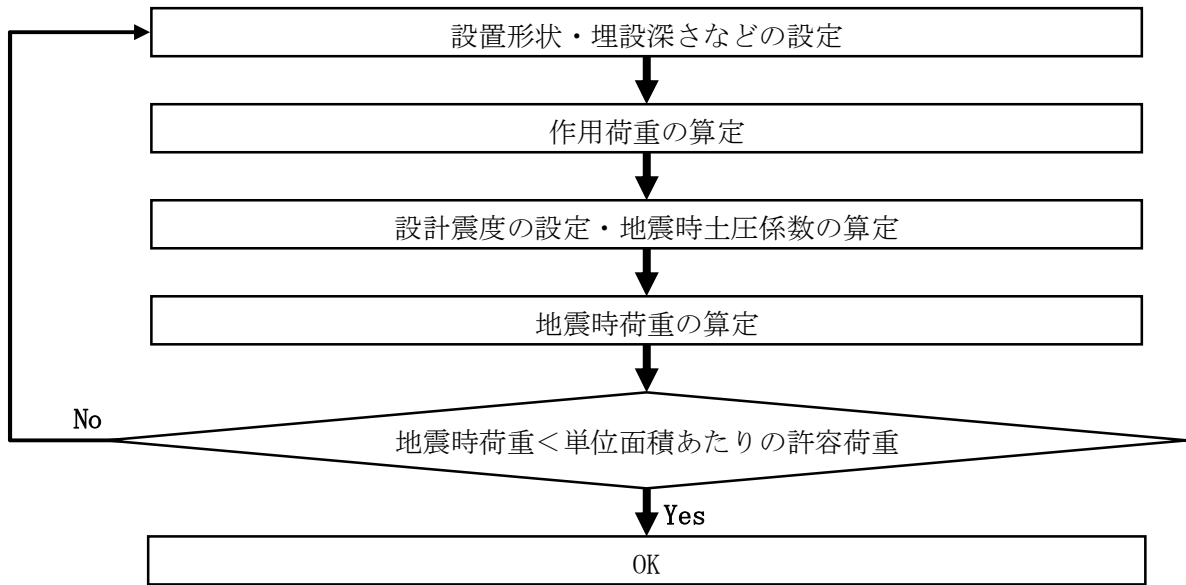 設置形状・埋設深さなどの設定
作用荷重の算定
設計震度の設定・地震時土圧係数の算定
地震時荷重の算定
No
地震時荷重＜単位面積あたりの許容荷重
Yes
OK